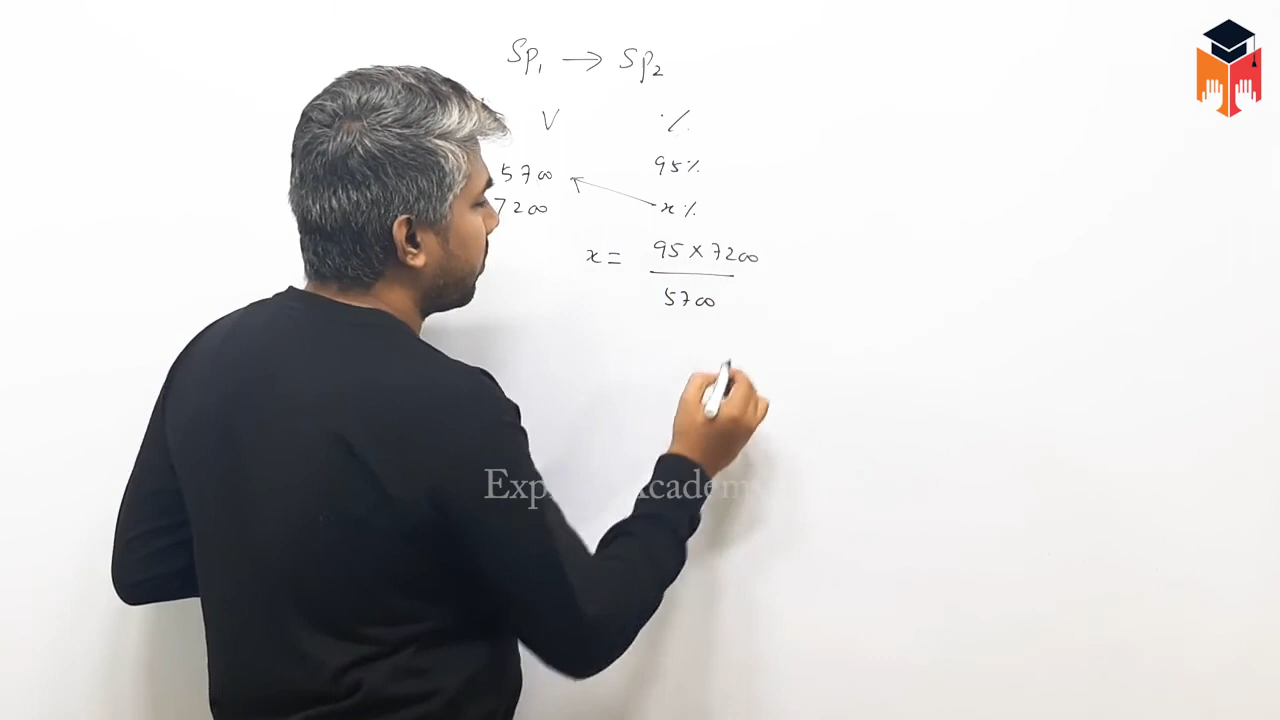 Sp₁ → Sp₂
V %
5700 95%
7200 x%
x = 95 × 7200
5700